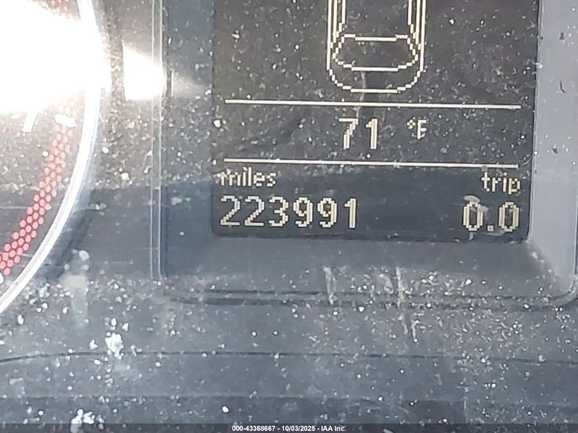 71 °F
miles trip
223991 0.0
000-43368667 - 10/03/2025 - IAA Inc.